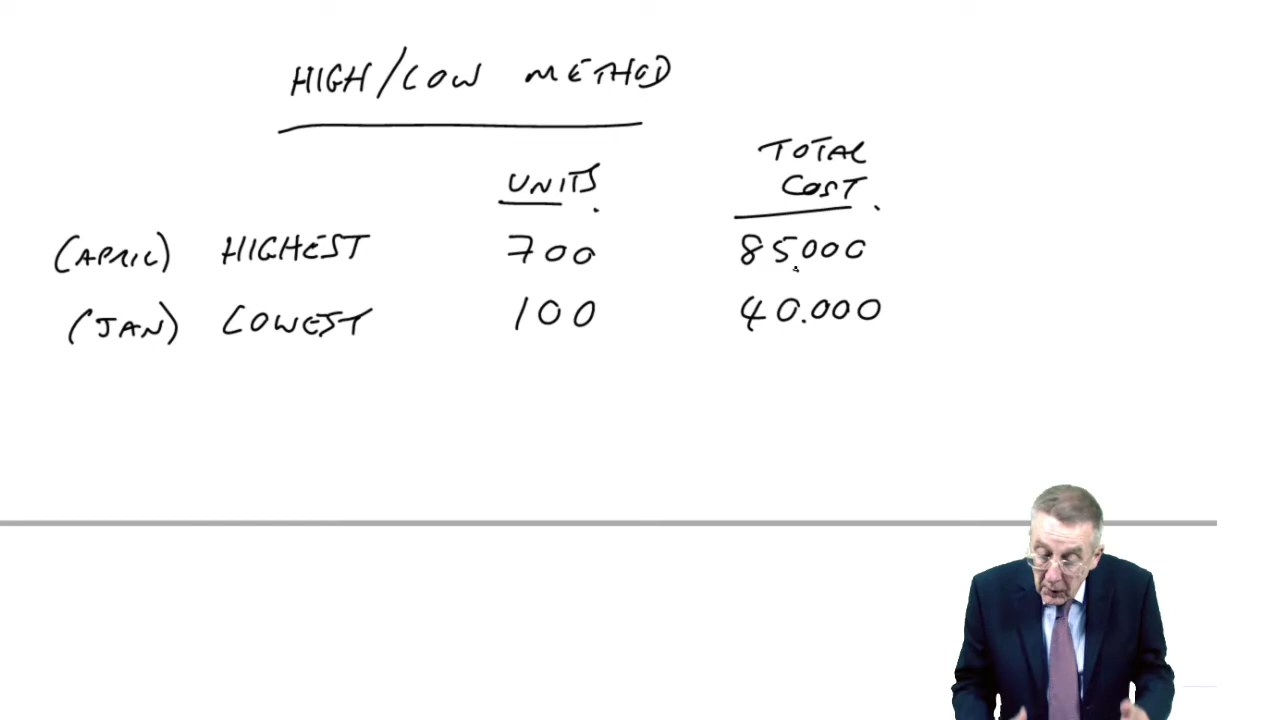 HIGH/LOW METHOD
UNITS
TOTAL
COST
(APRIL) HIGHEST 700 85000
(JAN) LOWEST 100 40.000